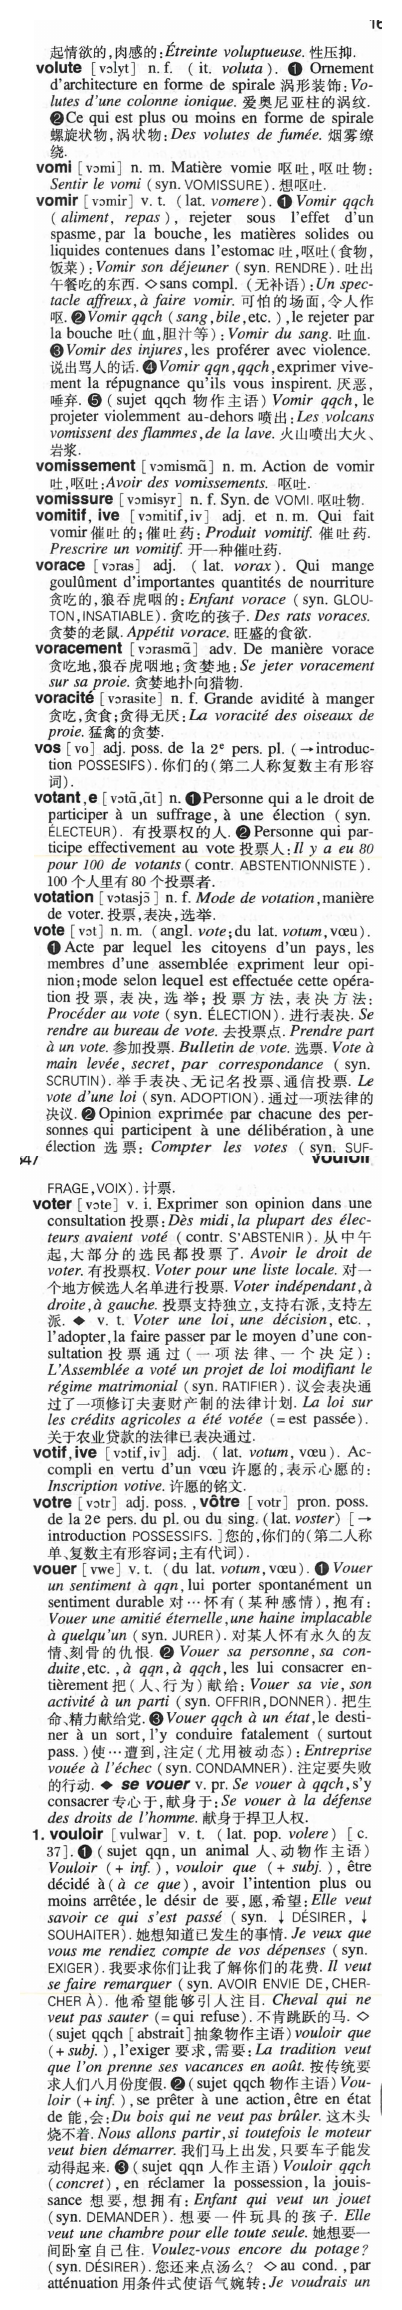 16
起情欲的,肉感的:Étreinte voluptueuse. 性压抑.
volute [vɔlyt] n. f. ( it. voluta ). ❶ Ornement
d'architecture en forme de spirale 涡形装饰:Vo-
lutes d'une colonne ionique. 爱奥尼亚柱的涡纹.
❷Ce qui est plus ou moins en forme de spirale
螺旋状物,涡状物:Des volutes de fumée. 烟雾缭
绕.
vomi [vɔmi] n. m. Matière vomie 呕吐,呕吐物:
Sentir le vomi (syn. VOMISSURE). 想呕吐.
vomir [vɔmir] v. t. (lat. vomere). ❶ Vomir qqch
( aliment, repas ), rejeter sous l'effet d'un
spasme, par la bouche, les matières solides ou
liquides contenues dans l'estomac 吐,呕吐(食物,
饭菜):Vomir son déjeuner (syn. RENDRE). 吐出
午餐吃的东西. ◇sans compl. (无补语):Un spec-
tacle affreux,à faire vomir. 可怕的场面,令人作
呕. ❷ Vomir qqch (sang,bile,etc. ),le rejeter par
la bouche 吐(血,胆汁等):Vomir du sang. 吐血.
❸Vomir des injures,les proférer avec violence.
说出骂人的话. ❹Vomir qqn,qqch,exprimer vive-
ment la répugnance qu'ils vous inspirent. 厌恶,
唾弃. ❺ (sujet qqch 物作主语) Vomir qqch, le
projeter violemment au-dehors 喷出:Les volcans
vomissent des flammes,de la lave. 火山喷出大火、
岩浆.
vomissement [vɔmismɑ̃] n. m. Action de vomir
吐,呕吐:Avoir des vomissements. 呕吐.
vomissure [vɔmisyr] n. f. Syn. de VOMI. 呕吐物.
vomitif, ive [vɔmitif,iv] adj. et n. m. Qui fait
vomir催吐的;催吐药:Produit vomitif. 催吐药.
Prescrire un vomitif. 开一种催吐药.
vorace [vɔras] adj. ( lat. vorax). Qui mange
goulûment d'importantes quantités de nourriture
贪吃的,狼吞虎咽的:Enfant vorace (syn. GLOU-
TON,INSATIABLE). 贪吃的孩子. Des rats voraces.
贪婪的老鼠. Appétit vorace. 旺盛的食欲.
voracement [vɔrasmɑ̃] adv. De manière vorace
贪吃地,狼吞虎咽地;贪婪地:Se jeter voracement
sur sa proie. 贪婪地扑向猎物.
voracité [vɔrasite] n. f. Grande avidité à manger
贪吃,贪食;贪得无厌:La voracité des oiseaux de
proie. 猛禽的贪婪.
vos [vo] adj. poss. de la 2e pers. pl. (→introduc-
tion POSSESIFS). 你们的(第二人称复数主有形容
词).
votant,e [vɔtɑ̃,ɑ̃t] n. ❶Personne qui a le droit de
participer à un suffrage, à une élection (syn.
ÉLECTEUR). 有投票权的人. ❷ Personne qui par-
ticipe effectivement au vote 投票人:Il y a eu 80
pour 100 de votants (contr. ABSTENTIONNISTE).
100个人里有80个投票者.
votation [vɔtasjɔ̃] n. f. Mode de votation,manière
de voter. 投票,表决,选举.
vote [vɔt] n. m. (angl. vote;du lat. votum,vœu).
❶ Acte par lequel les citoyens d'un pays, les
membres d'une assemblée expriment leur opi-
nion;mode selon lequel est effectuée cette opéra-
tion 投票,表决,选举;投票方法,表决方法:
Procéder au vote (syn. ÉLECTION). 进行表决. Se
rendre au bureau de vote. 去投票点. Prendre part
à un vote. 参加投票. Bulletin de vote. 选票. Vote à
main levée, secret, par correspondance ( syn.
SCRUTIN). 举手表决、无记名投票、通信投票. Le
vote d'une loi (syn. ADOPTION). 通过一项法律的
决议. ❷ Opinion exprimée par chacune des per-
sonnes qui participent à une délibération,à une
élection 选票: Compter les votes ( syn. SUF-
547 vouloir
FRAGE,VOIX). 计票.
voter [vɔte] v. i. Exprimer son opinion dans une
consultation 投票:Dès midi,la plupart des élec-
teurs avaient voté (contr. S'ABSTENIR). 从中午
起,大部分的选民都投票了. Avoir le droit de
voter. 有投票权. Voter pour une liste locale. 对一
个地方候选人名单进行投票. Voter indépendant,à
droite,à gauche. 投票支持独立,支持右派,支持左
派. ◆ v. t. Voter une loi, une décision, etc. ,
l'adopter,la faire passer par le moyen d'une con-
sultation 投票通过(一项法律、一个决定):
L'Assemblée a voté un projet de loi modifiant le
régime matrimonial (syn. RATIFIER). 议会表决通
过了一项修订夫妻财产制的法律计划. La loi sur
les crédits agricoles a été votée (=est passée).
关于农业贷款的法律已表决通过.
votif,ive [vɔtif,iv] adj. (lat. votum, vœu). Ac-
compli en vertu d'un vœu 许愿的,表示心愿的:
Inscription votive. 许愿的铭文.
votre [vɔtr] adj. poss. , vôtre [votr] pron. poss.
de la 2e pers. du pl. ou du sing. (lat. voster) [→
introduction POSSESSIFS. ]您的,你们的(第二人称
单、复数主有形容词;主有代词).
vouer [vwe] v. t. (du lat. votum,vœu). ❶ Vouer
un sentiment à qqn,lui porter spontanément un
sentiment durable 对…怀有(某种感情),抱有:
Vouer une amitié éternelle,une haine implacable
à quelqu'un (syn. JURER). 对某人怀有永久的友
情、刻骨的仇恨. ❷ Vouer sa personne, sa con-
duite,etc. ,à qqn,à qqch,les lui consacrer en-
tièrement 把(人、行为)献给: Vouer sa vie, son
activité à un parti (syn. OFFRIR,DONNER). 把生
命、精力献给党. ❸Vouer qqch à un état,le desti-
ner à un sort, l'y conduire fatalement ( surtout
pass. )使…遭到,注定(尤用被动态):Entreprise
vouée à l'échec (syn. CONDAMNER). 注定要失败
的行动. ◆ se vouer v. pr. Se vouer à qqch,s'y
consacrer专心于,献身于:Se vouer à la défense
des droits de l'homme. 献身于捍卫人权.
1. vouloir [vulwar] v. t. (lat. pop. volere) [c.
37]. ❶(sujet qqn, un animal 人、动物作主语)
Vouloir (+ inf. ), vouloir que (+ subj. ), être
décidé à(à ce que),avoir l'intention plus ou
moins arrêtée,le désir de 要,愿,希望:Elle veut
savoir ce qui s'est passé (syn. ↓ DÉSIRER, ↓
SOUHAITER). 她想知道已发生的事情. Je veux que
vous me rendiez compte de vos dépenses (syn.
EXIGER). 我要求你们让我了解你们的花费. Il veut
se faire remarquer (syn. AVOIR ENVIE DE,CHER-
CHER À). 他希望能够引人注目. Cheval qui ne
veut pas sauter (=qui refuse). 不肯跳跃的马. ◇
(sujet qqch [abstrait]抽象物作主语)vouloir que
(+subj. ),l'exiger 要求,需要:La tradition veut
que l'on prenne ses vacances en août. 按传统要
求人们八月份度假. ❷(sujet qqch 物作主语) Vou-
loir (+inf. ),se prêter à une action,être en état
de 能,会:Du bois qui ne veut pas brûler. 这木头
烧不着. Nous allons partir,si toutefois le moteur
veut bien démarrer. 我们马上出发,只要车子能发
动得起来. ❸(sujet qqn 人作主语) Vouloir qqch
(concret), en réclamer la possession, la jouis-
sance 想要,想拥有:Enfant qui veut un jouet
(syn. DEMANDER). 想要一件玩具的孩子. Elle
veut une chambre pour elle toute seule. 她想要一
间卧室自己住. Voulez-vous encore du potage?
(syn. DÉSIRER). 您还来点汤么? ◇au cond. ,par
atténuation 用条件式使语气婉转:Je voudrais un